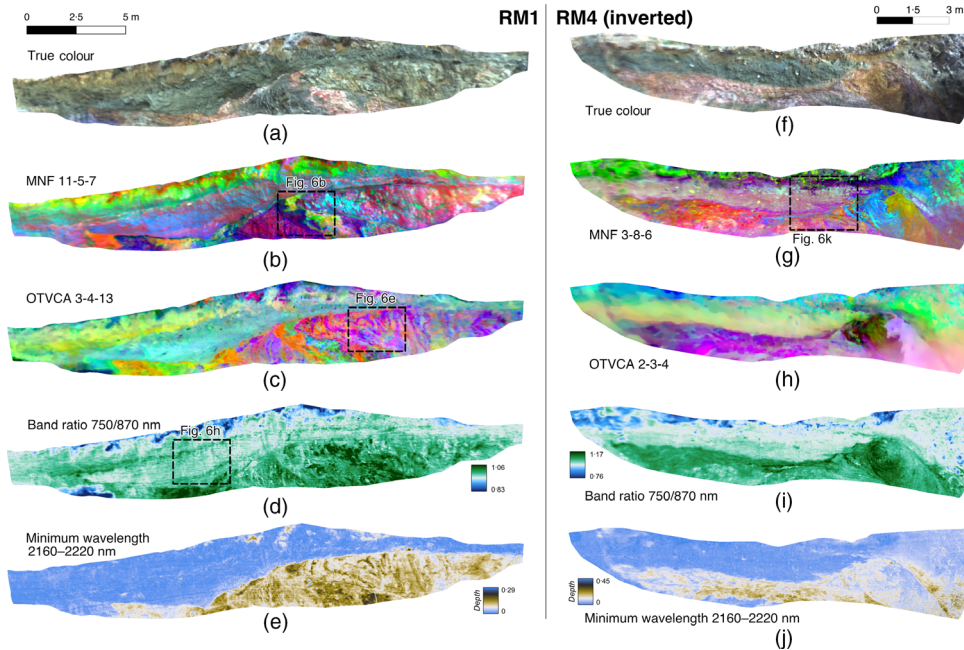 0 2·5 5 m
RM1
RM4 (inverted)
0 1·5 3 m
True colour
(a)
True colour
(f)
MNF 11-5-7
Fig. 6b
(b)
MNF 3-8-6
Fig. 6k
(g)
OTVCA 3-4-13
Fig. 6e
(c)
OTVCA 2-3-4
(h)
Band ratio 750/870 nm
Fig. 6h
1·06
0·83
(d)
1·17
0·76
Band ratio 750/870 nm
(i)
Minimum wavelength
2160–2220 nm
Depth
0·29
0
(e)
Depth
0·45
0
Minimum wavelength 2160–2220 nm
(j)